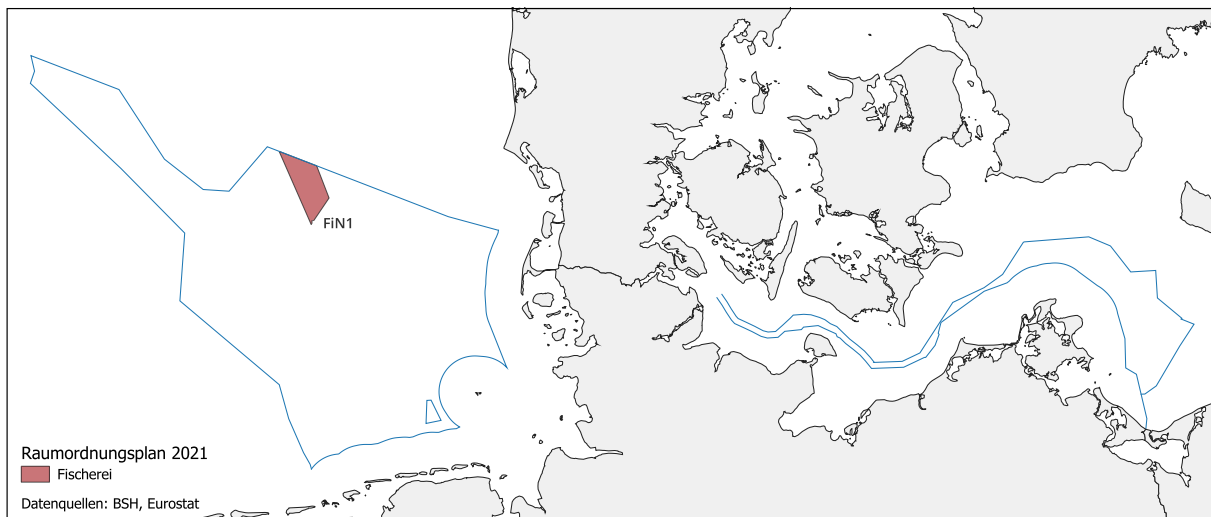 FiN1
Raumordnungsplan 2021
Fischerei
Datenquellen: BSH, Eurostat